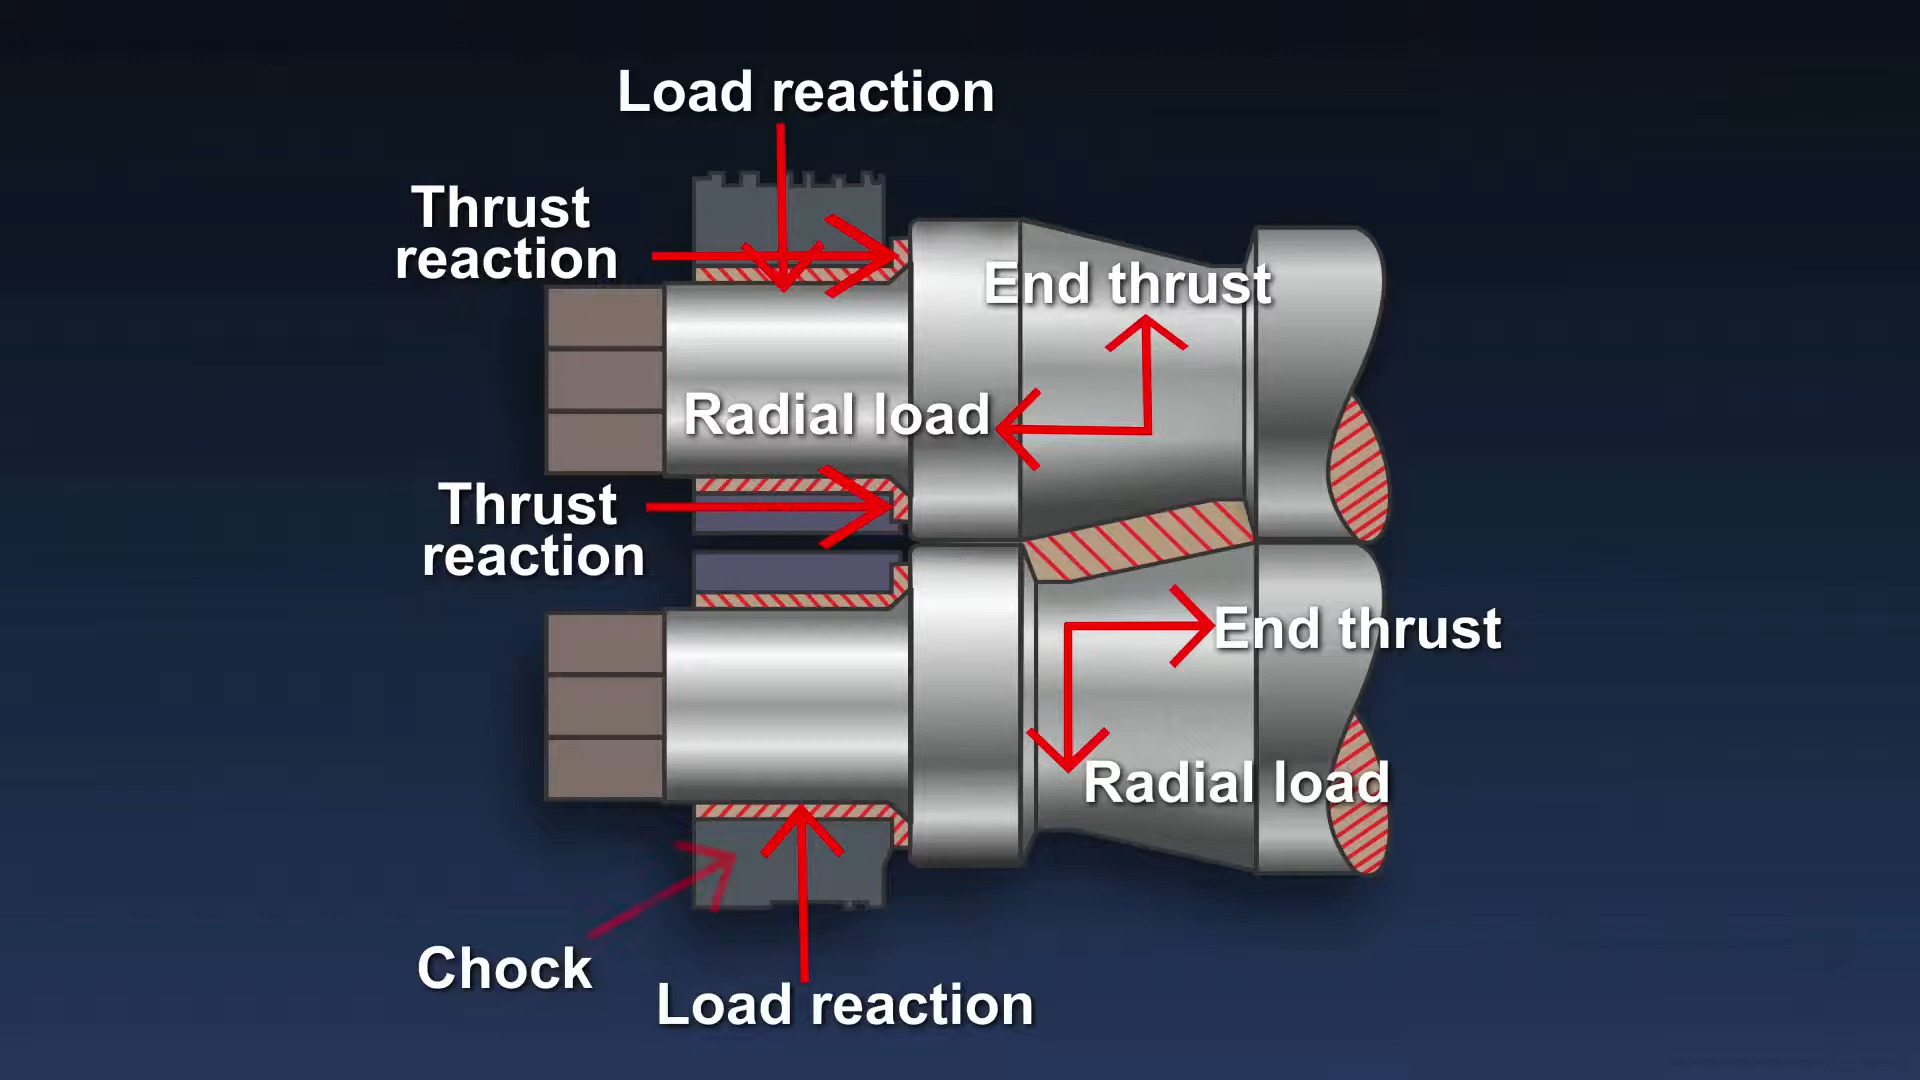 Load reaction
Thrust
reaction
End thrust
Radial load
Thrust
reaction
End thrust
Radial load
Chock
Load reaction